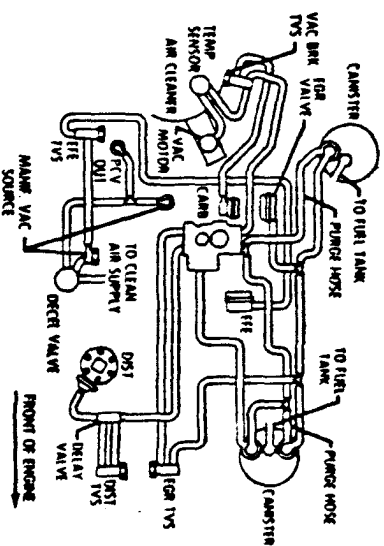 CANISTER
TO FUEL TANK
PURGE HOSE
VAC BRK
TVS
EGR
VALVE
TEMP
SENSOR
AIR CLEANER
VAC
MOTOR
CARB
EFE
TO FUEL
TANK
PURGE HOSE
CANISTER
EFE
TVS
PCV
MANIF. VAC
SOURCE
TO CLEAN
AIR SUPPLY
DECEL VALVE
DIST
DELAY
VALVE
DIST
TVS
EGR TVS
FRONT OF ENGINE